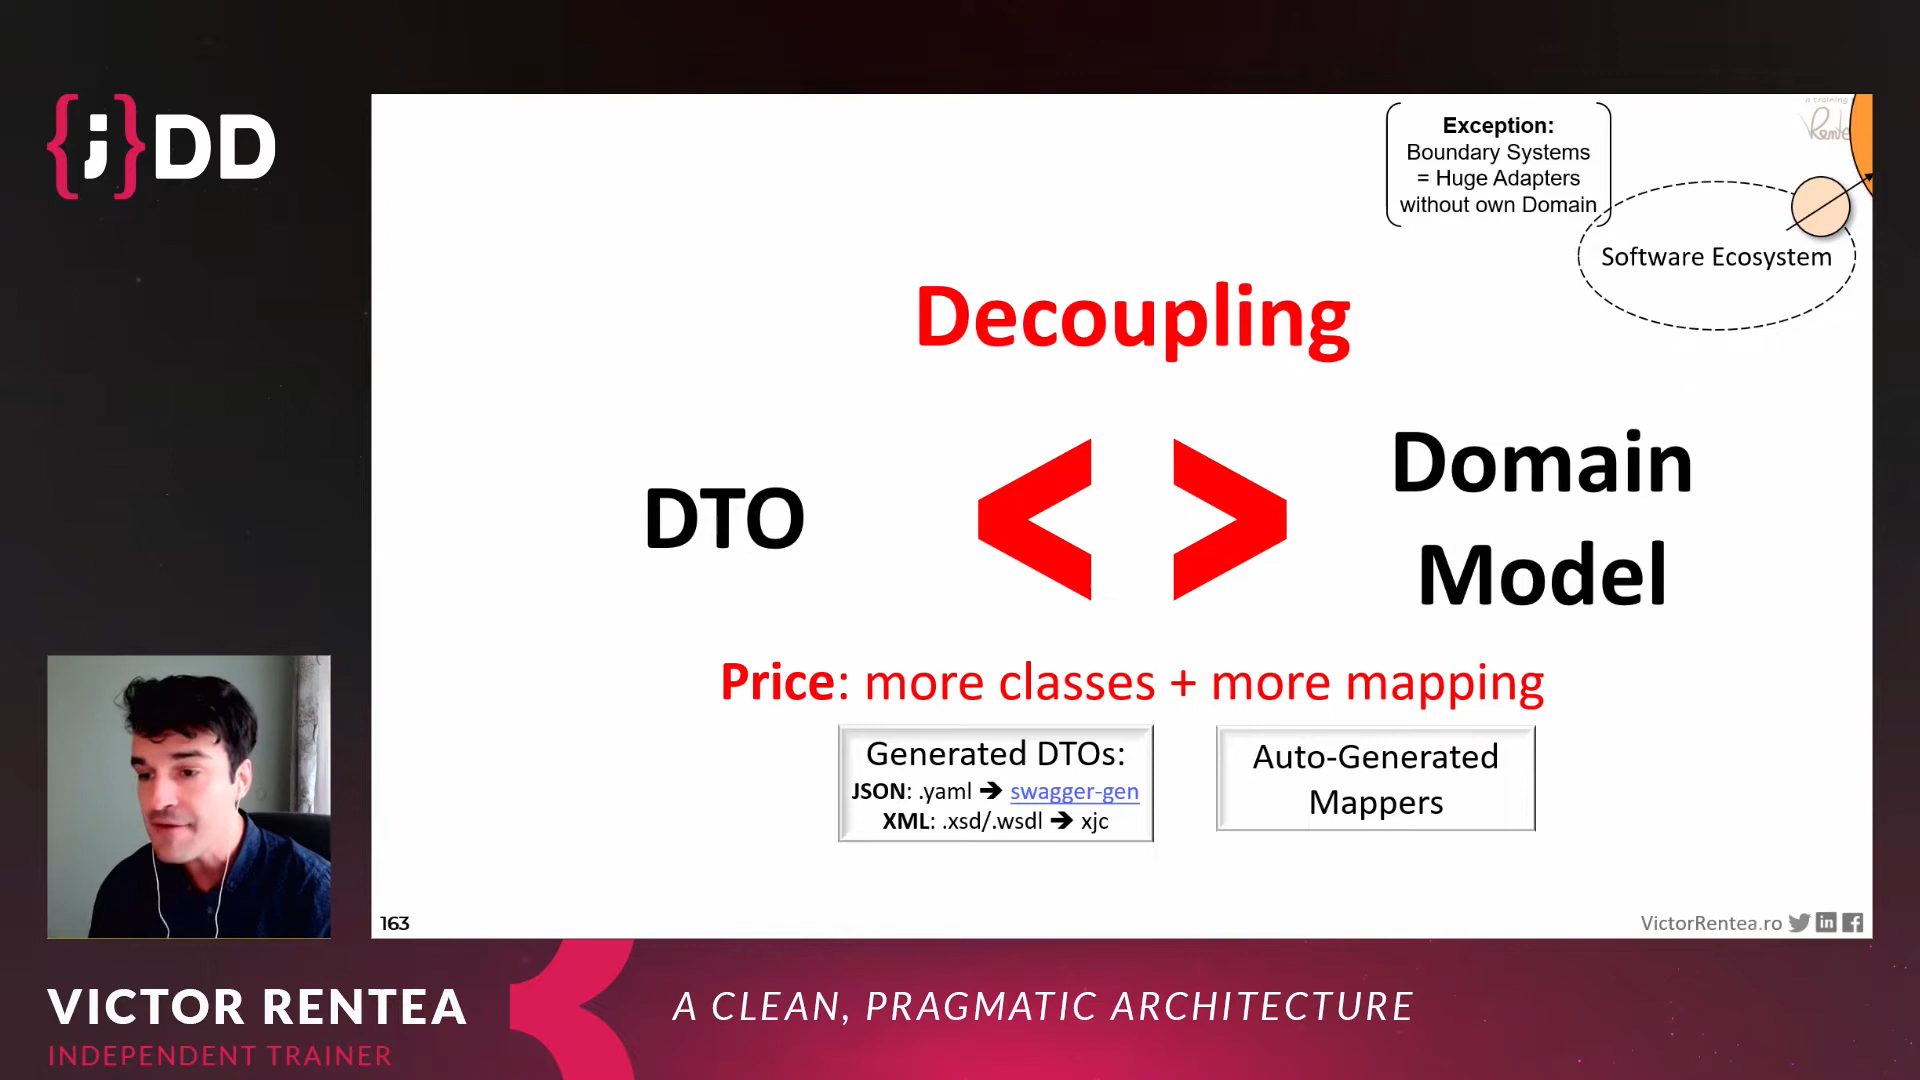 {j}DD
Exception:
Boundary Systems
= Huge Adapters
without own Domain
a training
Software Ecosystem
Decoupling
DTO
< >
Domain
Model
Price: more classes + more mapping
Generated DTOs:
JSON: .yaml ➔ swagger-gen
XML: .xsd/.wsdl ➔ xjc
Auto-Generated
Mappers
163
VictorRentea.ro
VICTOR RENTEA
INDEPENDENT TRAINER
A CLEAN, PRAGMATIC ARCHITECTURE